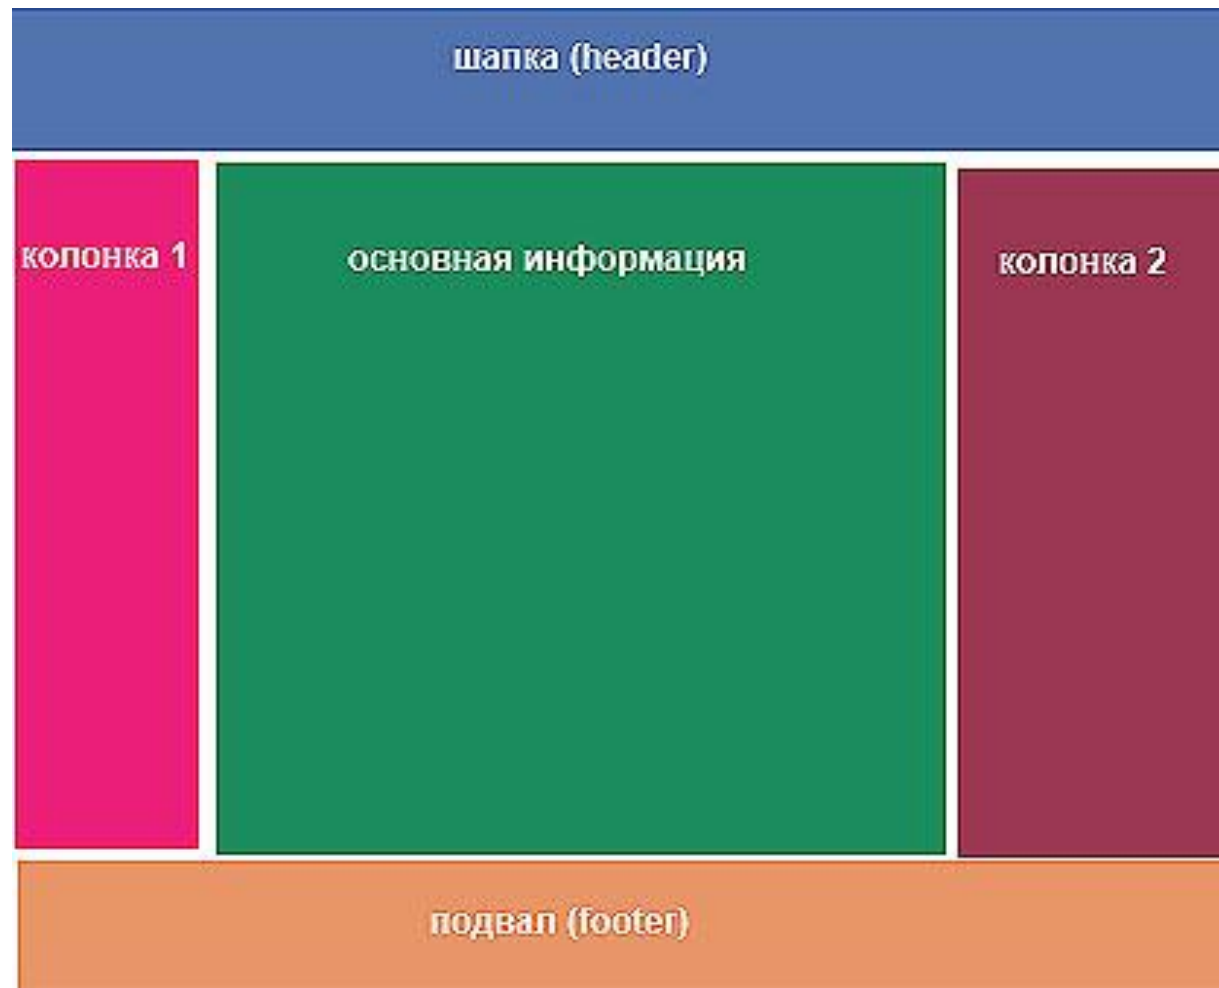 шапка (header)
колонка 1
основная информация
колонка 2
подвал (footer)